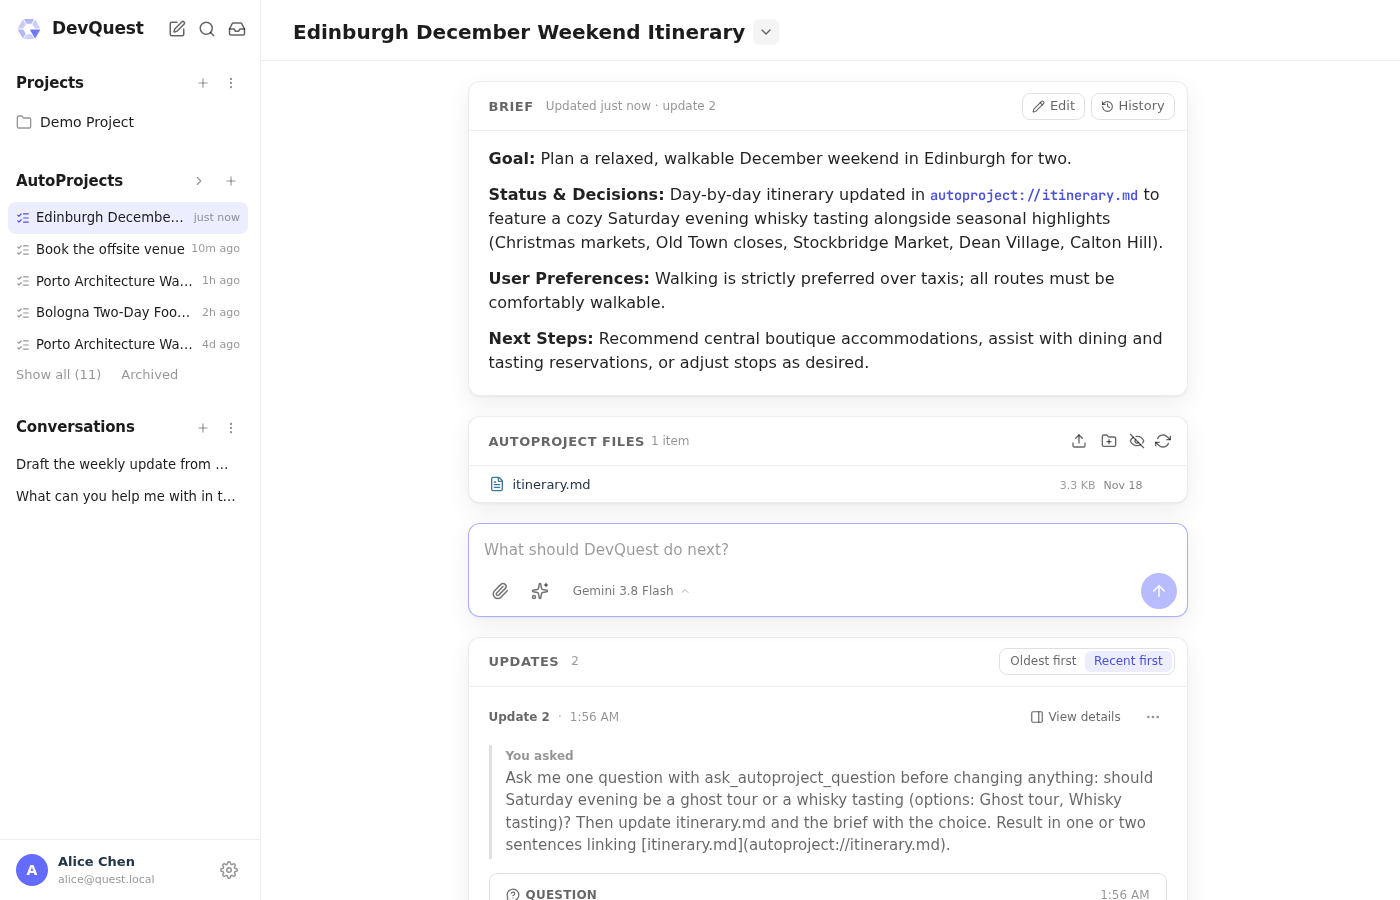 DevQuest
Projects
Demo Project
AutoProjects
Edinburgh Decembe... just now
Book the offsite venue 10m ago
Porto Architecture Wa... 1h ago
Bologna Two-Day Foo... 2h ago
Porto Architecture Wa... 4d ago
Show all (11) Archived
Conversations
Draft the weekly update from ...
What can you help me with in t...
A
Alice Chen
alice@quest.local
Edinburgh December Weekend Itinerary
BRIEF Updated just now · update 2 Edit History
Goal: Plan a relaxed, walkable December weekend in Edinburgh for two.
Status & Decisions: Day-by-day itinerary updated in autoproject://itinerary.md to
feature a cozy Saturday evening whisky tasting alongside seasonal highlights
(Christmas markets, Old Town closes, Stockbridge Market, Dean Village, Calton Hill).
User Preferences: Walking is strictly preferred over taxis; all routes must be
comfortably walkable.
Next Steps: Recommend central boutique accommodations, assist with dining and
tasting reservations, or adjust stops as desired.
AUTOPROJECT FILES 1 item
itinerary.md 3.3 KB Nov 18
What should DevQuest do next?
Gemini 3.8 Flash
UPDATES 2 Oldest first Recent first
Update 2 · 1:56 AM View details
You asked
Ask me one question with ask_autoproject_question before changing anything: should
Saturday evening be a ghost tour or a whisky tasting (options: Ghost tour, Whisky
tasting)? Then update itinerary.md and the brief with the choice. Result in one or two
sentences linking [itinerary.md](autoproject://itinerary.md).
QUESTION 1:56 AM